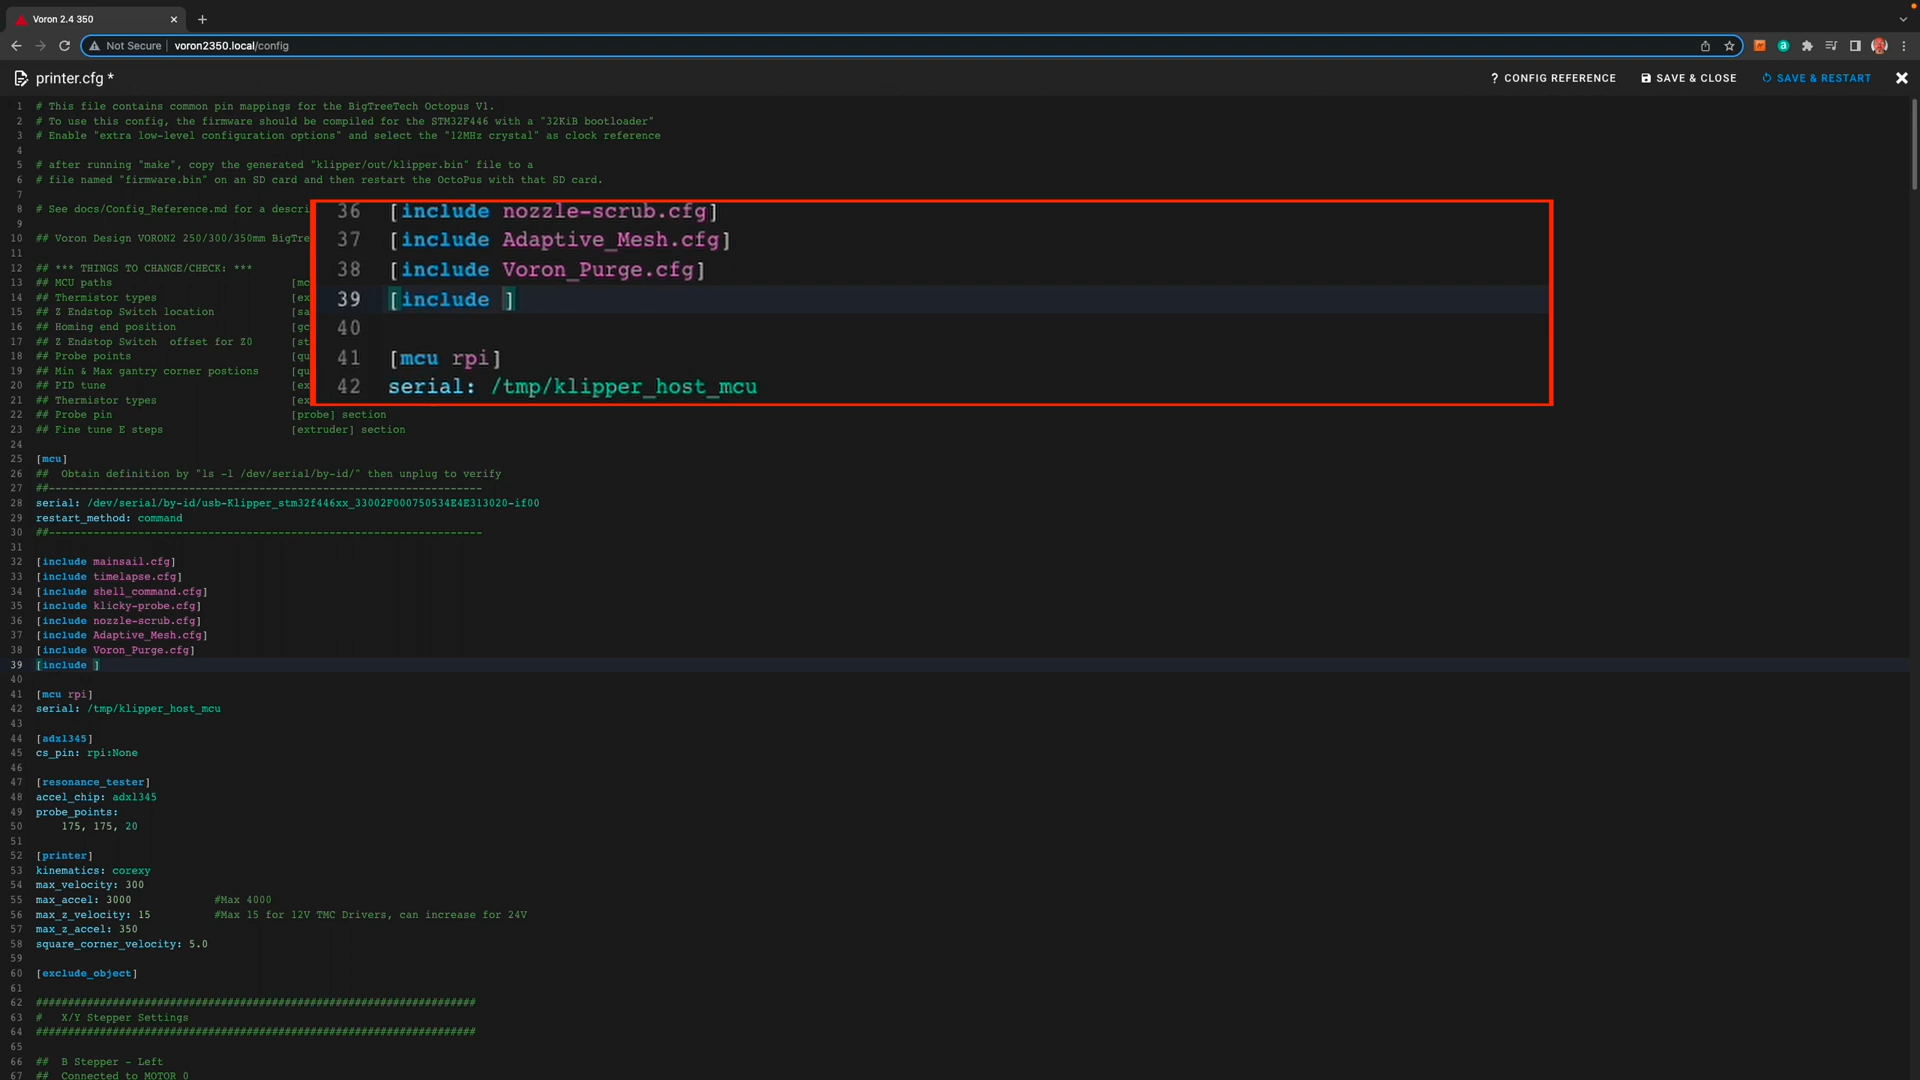 Voron 2.4 350
Not Secure
voron2350.local/config
printer.cfg *
? CONFIG REFERENCE
SAVE & CLOSE
SAVE & RESTART
1 # This file contains common pin mappings for the BigTreeTech Octopus V1.
2 # To use this config, the firmware should be compiled for the STM32F446 with a "32KiB bootloader"
3 # Enable "extra low-level configuration options" and select the "12MHz crystal" as clock reference
4
5 # after running "make", copy the generated "klipper/out/klipper.bin" file to a
6 # file named "firmware.bin" on an SD card and then restart the OctoPus with that SD card.
7
8 # See docs/Config_Reference.md for a descri
9
10 ## Voron Design VORON2 250/300/350mm BigTre
11
12 ## *** THINGS TO CHANGE/CHECK: ***
13 ## MCU paths [mc
14 ## Thermistor types [ex
15 ## Z Endstop Switch location [sa
16 ## Homing end position [gc
17 ## Z Endstop Switch offset for Z0 [st
18 ## Probe points [qu
19 ## Min & Max gantry corner postions [qu
20 ## PID tune [ex
21 ## Thermistor types [ex
22 ## Probe pin [probe] section
23 ## Fine tune E steps [extruder] section
24
25 [mcu]
26 ## Obtain definition by "ls -l /dev/serial/by-id/" then unplug to verify
27 ##--------------------------------------------------------------------
28 serial: /dev/serial/by-id/usb-Klipper_stm32f446xx_33002F000750534E4E313020-if00
29 restart_method: command
30 ##--------------------------------------------------------------------
31
32 [include mainsail.cfg]
33 [include timelapse.cfg]
34 [include shell_command.cfg]
35 [include klicky-probe.cfg]
36 [include nozzle-scrub.cfg]
37 [include Adaptive_Mesh.cfg]
38 [include Voron_Purge.cfg]
39 [include ]
40
41 [mcu rpi]
42 serial: /tmp/klipper_host_mcu
43
44 [adxl345]
45 cs_pin: rpi:None
46
47 [resonance_tester]
48 accel_chip: adxl345
49 probe_points:
50 175, 175, 20
51
52 [printer]
53 kinematics: corexy
54 max_velocity: 300
55 max_accel: 3000 #Max 4000
56 max_z_velocity: 15 #Max 15 for 12V TMC Drivers, can increase for 24V
57 max_z_accel: 350
58 square_corner_velocity: 5.0
59
60 [exclude_object]
61
62 #####################################################################
63 # X/Y Stepper Settings
64 #####################################################################
65
66 ## B Stepper - Left
67 ## Connected to MOTOR_0
36 [include nozzle-scrub.cfg]
37 [include Adaptive_Mesh.cfg]
38 [include Voron_Purge.cfg]
39 [include ]
40
41 [mcu rpi]
42 serial: /tmp/klipper_host_mcu